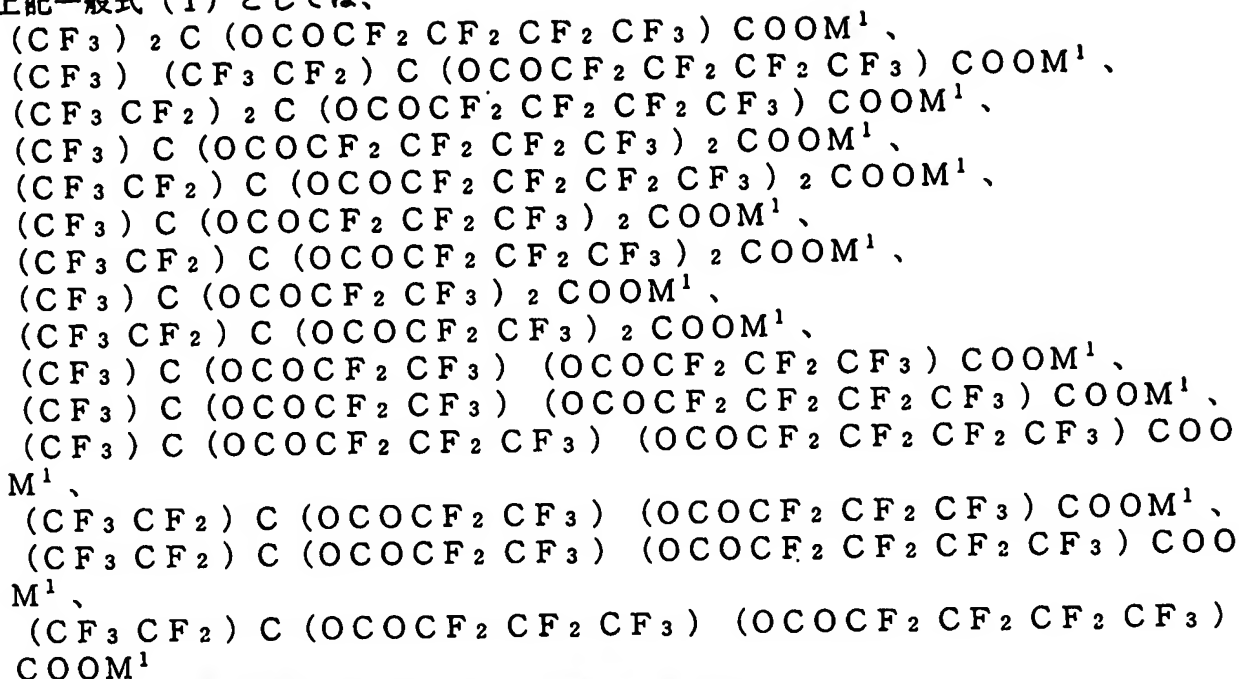 上記一般式（1）としては、
（CF₃）₂C（OCOCF₂CF₂CF₂CF₃）COOM¹、
（CF₃）（CF₃CF₂）C（OCOCF₂CF₂CF₂CF₃）COOM¹、
（CF₃CF₂）₂C（OCOCF₂CF₂CF₂CF₃）COOM¹、
（CF₃）C（OCOCF₂CF₂CF₂CF₃）₂COOM¹、
（CF₃CF₂）C（OCOCF₂CF₂CF₂CF₃）₂COOM¹、
（CF₃）C（OCOCF₂CF₂CF₃）₂COOM¹、
（CF₃CF₂）C（OCOCF₂CF₂CF₃）₂COOM¹、
（CF₃）C（OCOCF₂CF₃）₂COOM¹、
（CF₃CF₂）C（OCOCF₂CF₃）₂COOM¹、
（CF₃）C（OCOCF₂CF₃）（OCOCF₂CF₂CF₃）COOM¹、
（CF₃）C（OCOCF₂CF₃）（OCOCF₂CF₂CF₂CF₃）COOM¹、
（CF₃）C（OCOCF₂CF₂CF₃）（OCOCF₂CF₂CF₂CF₃）COO
M¹、
（CF₃CF₂）C（OCOCF₂CF₃）（OCOCF₂CF₂CF₃）COOM¹、
（CF₃CF₂）C（OCOCF₂CF₃）（OCOCF₂CF₂CF₂CF₃）COO
M¹、
（CF₃CF₂）C（OCOCF₂CF₂CF₃）（OCOCF₂CF₂CF₂CF₃）
COOM¹